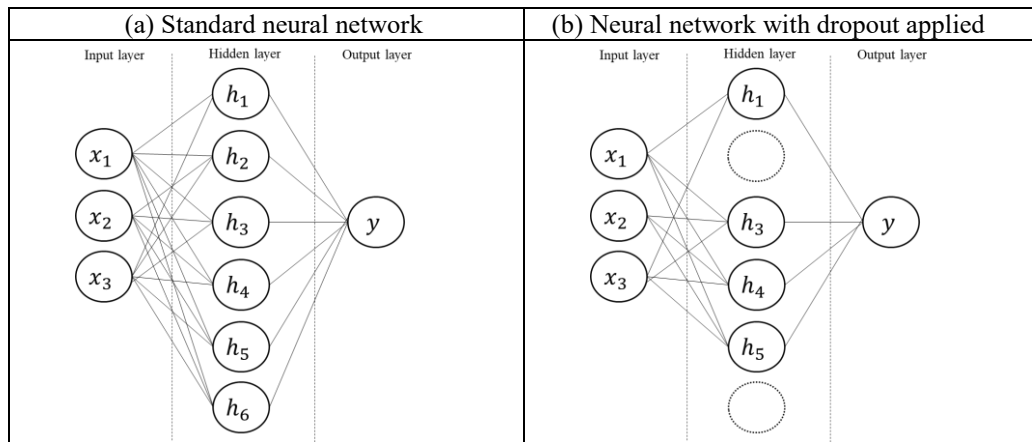 (a) Standard neural network
Input layer
Hidden layer
Output layer
h1
x1
h2
x2
h3
y
x3
h4
h5
h6
(b) Neural network with dropout applied
Input layer
Hidden layer
Output layer
h1
x1
x2
h3
y
x3
h4
h5